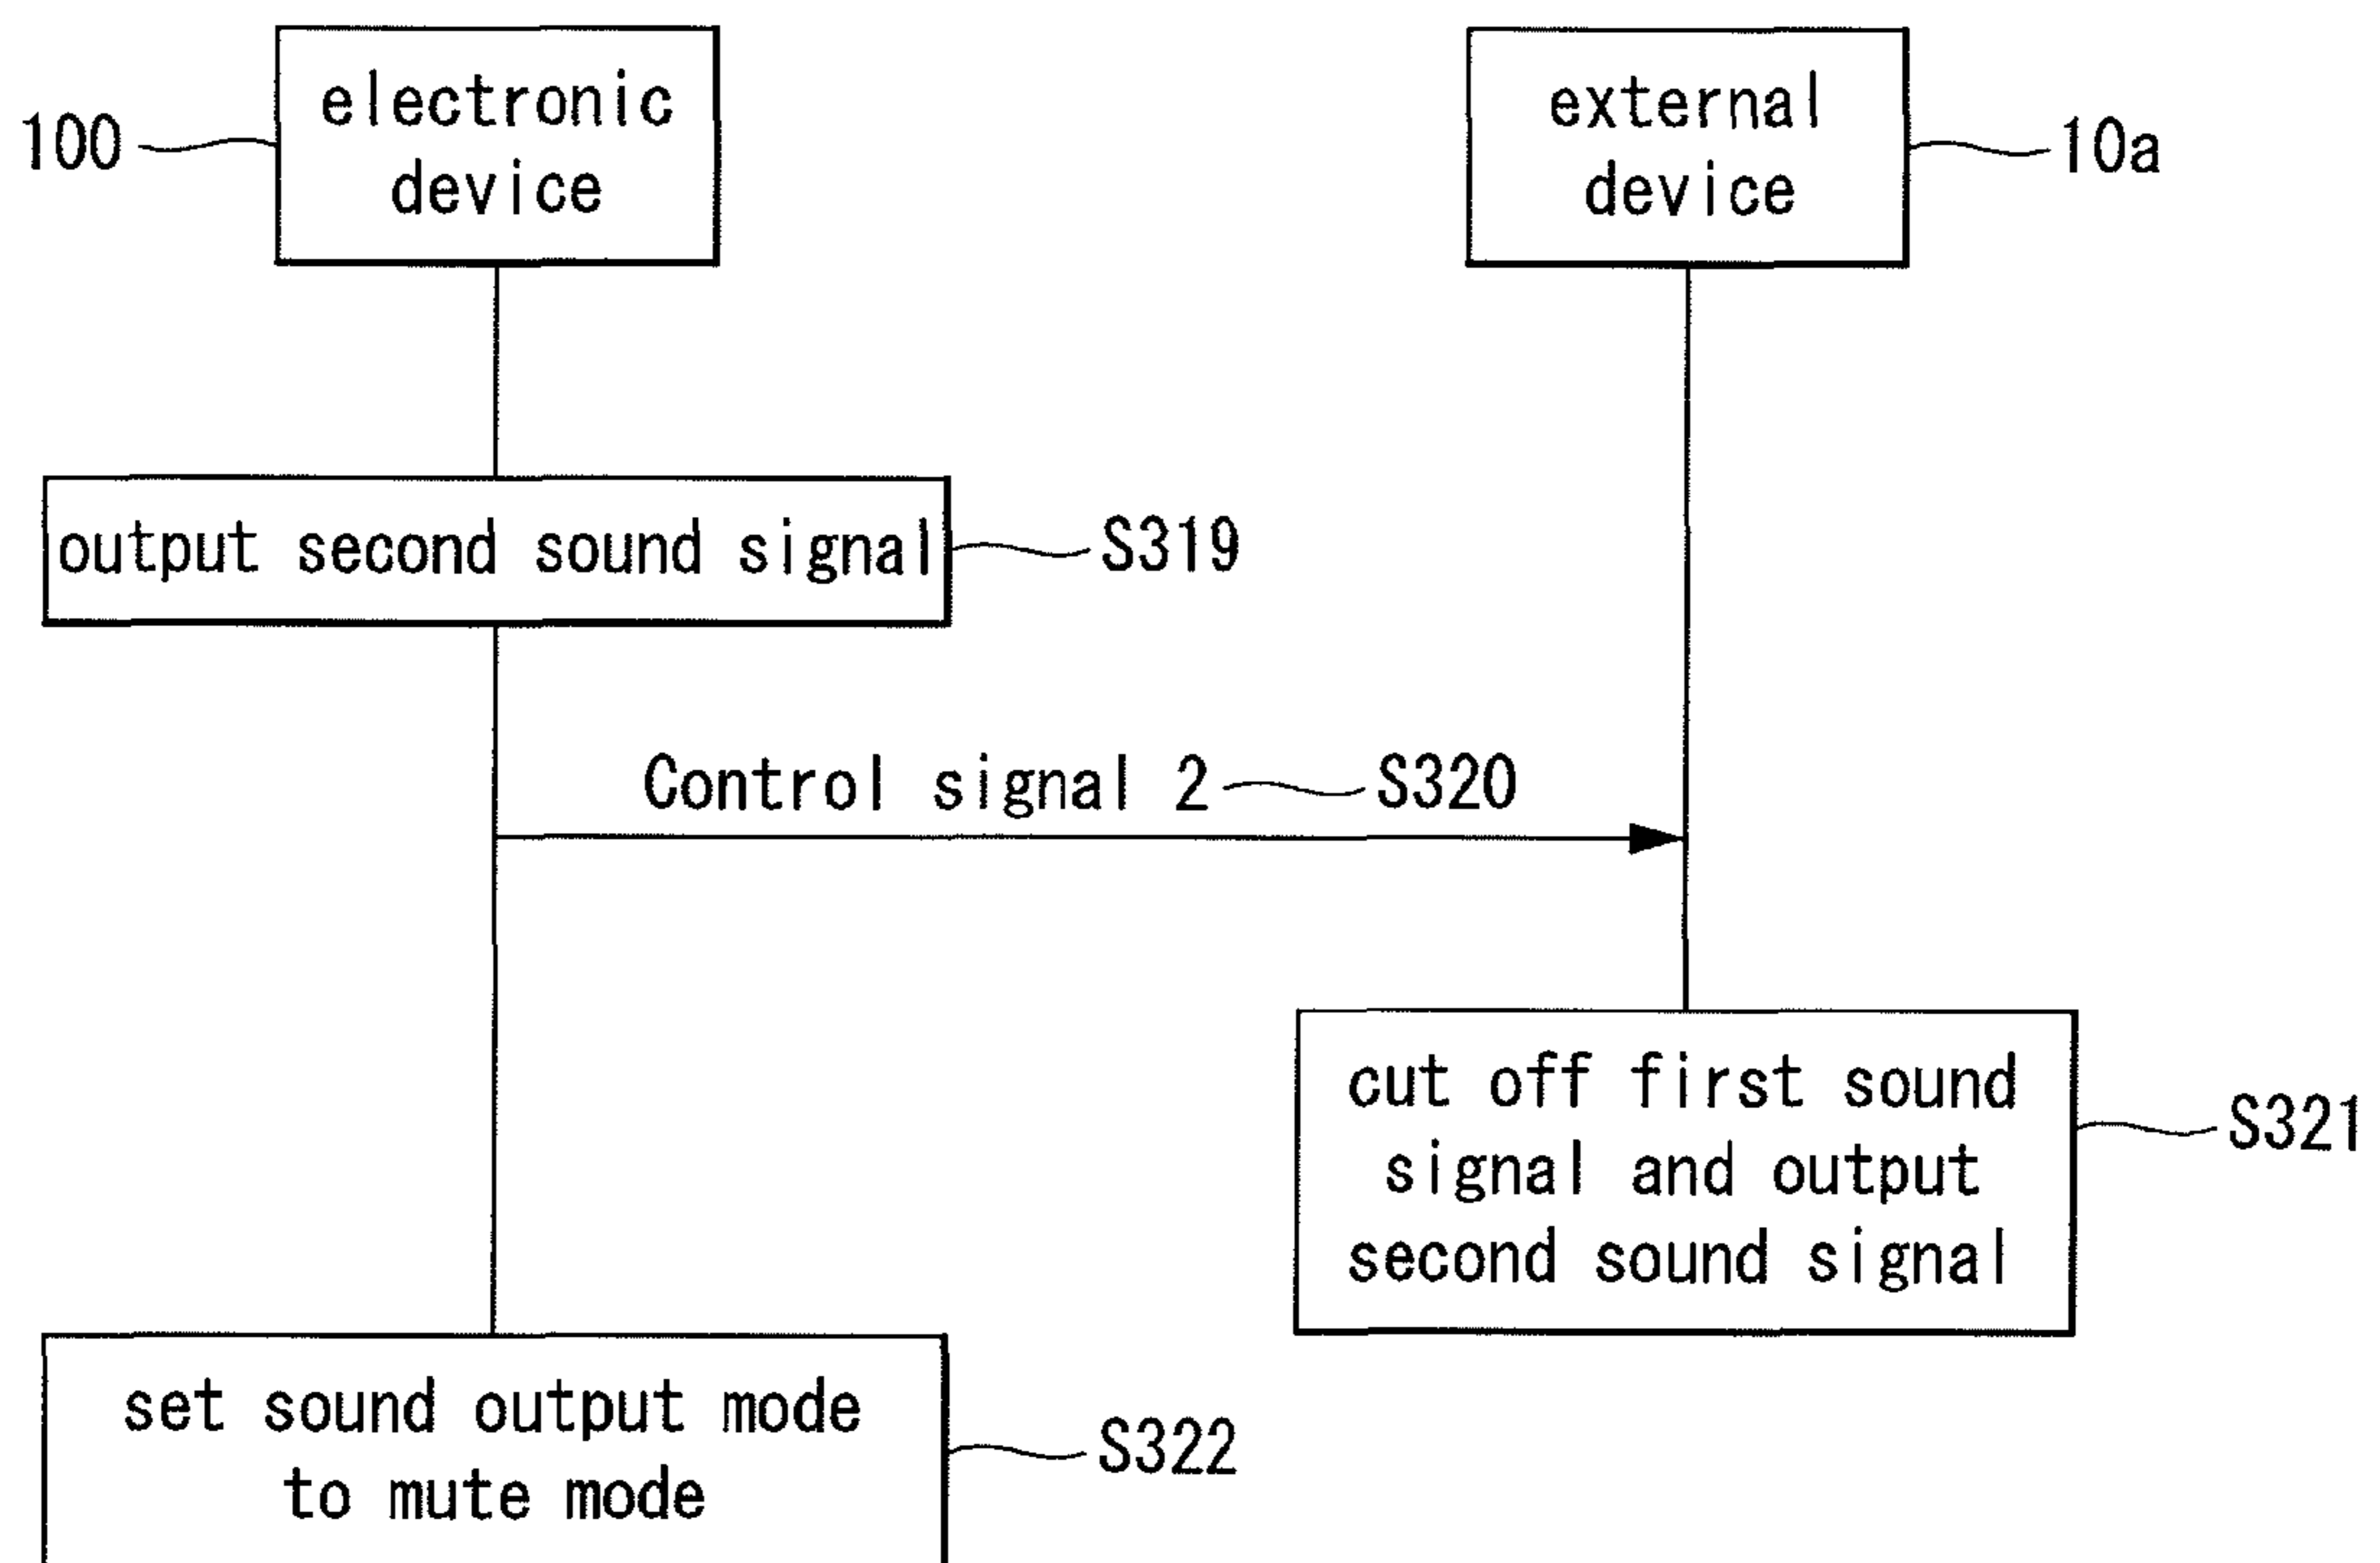 100
electronic
device
external
device
10a
output second sound signal
S319
Control signal 2
S320
cut off first sound
signal and output
second sound signal
S321
set sound output mode
to mute mode
S322